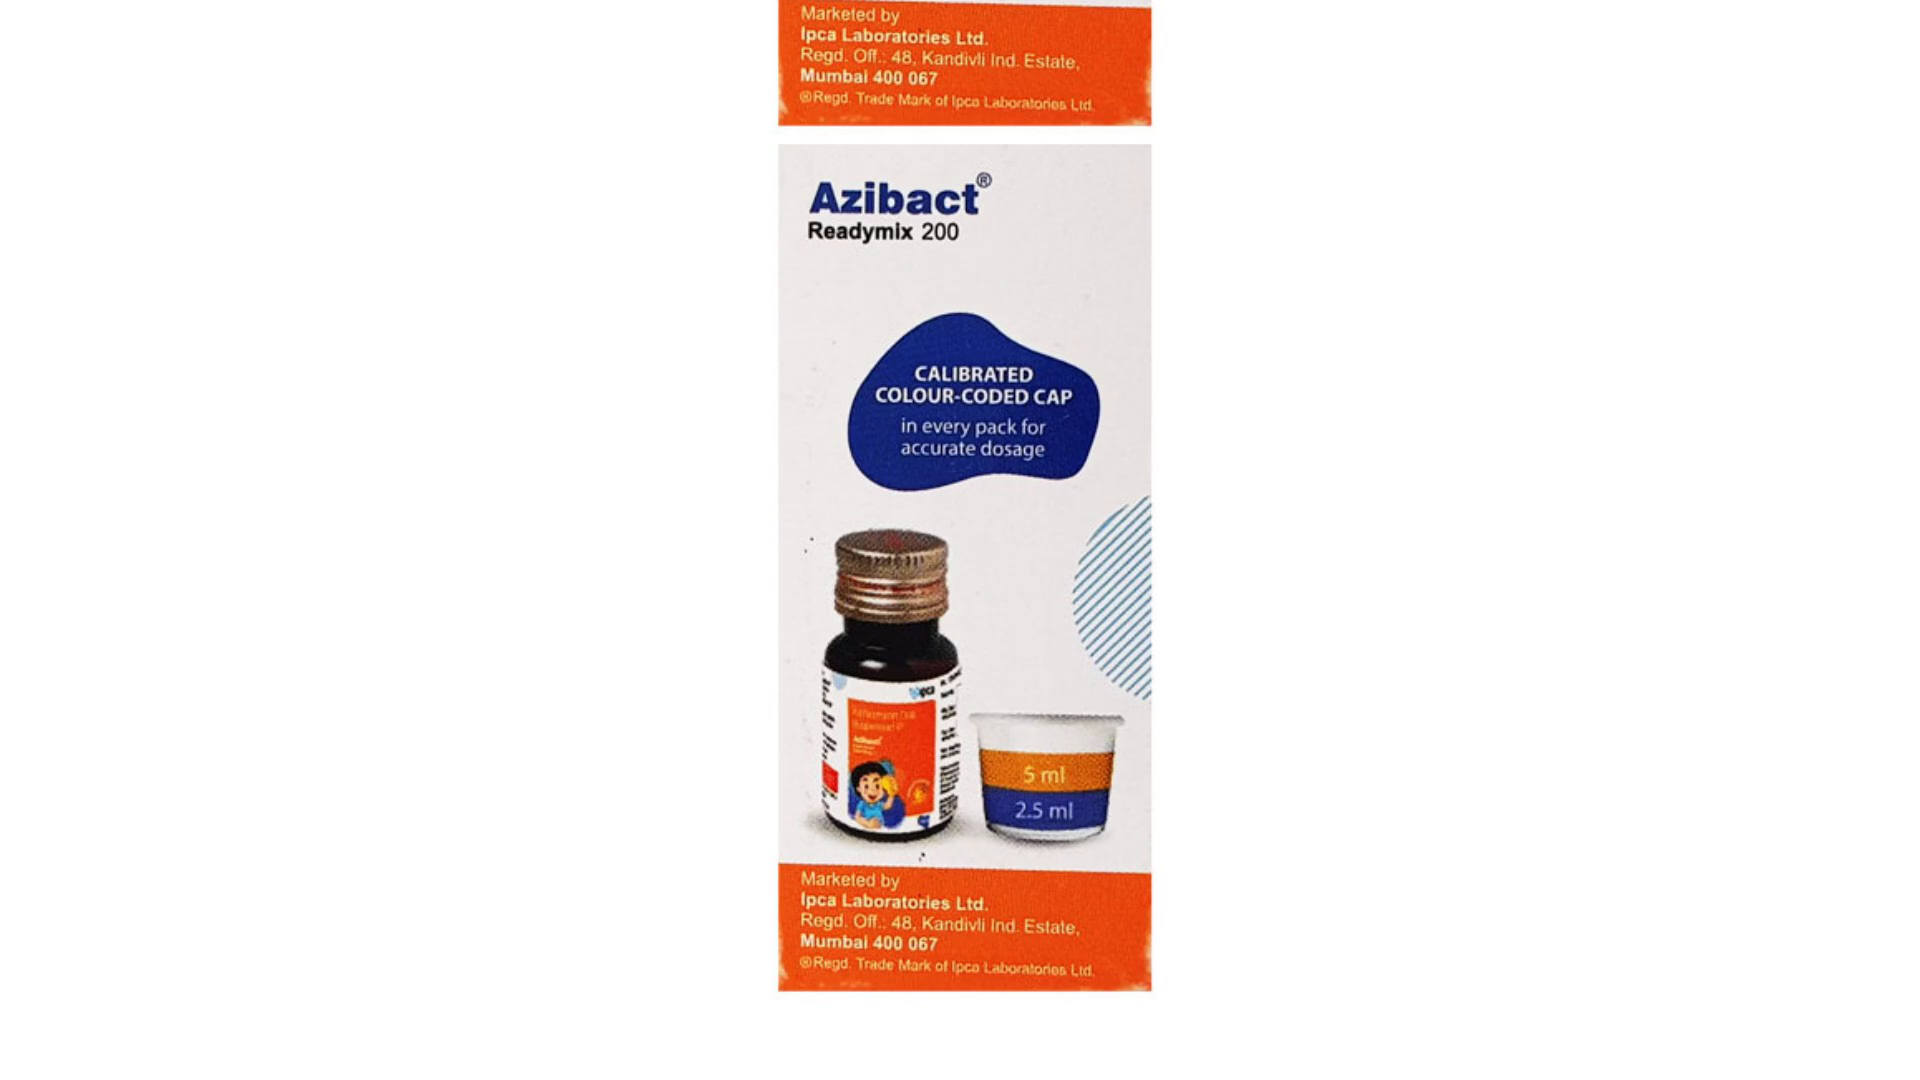 Marketed by
Ipca Laboratories Ltd.
Regd. Off.: 48, Kandivli Ind. Estate,
Mumbai 400 067
®Regd. Trade Mark of Ipca Laboratories Ltd.
Azibact®
Readymix 200
CALIBRATED
COLOUR-CODED CAP
in every pack for
accurate dosage
ipca
Azibact
5 ml
2.5 ml
Marketed by
Ipca Laboratories Ltd.
Regd. Off.: 48, Kandivli Ind. Estate,
Mumbai 400 067
®Regd. Trade Mark of Ipca Laboratories Ltd.